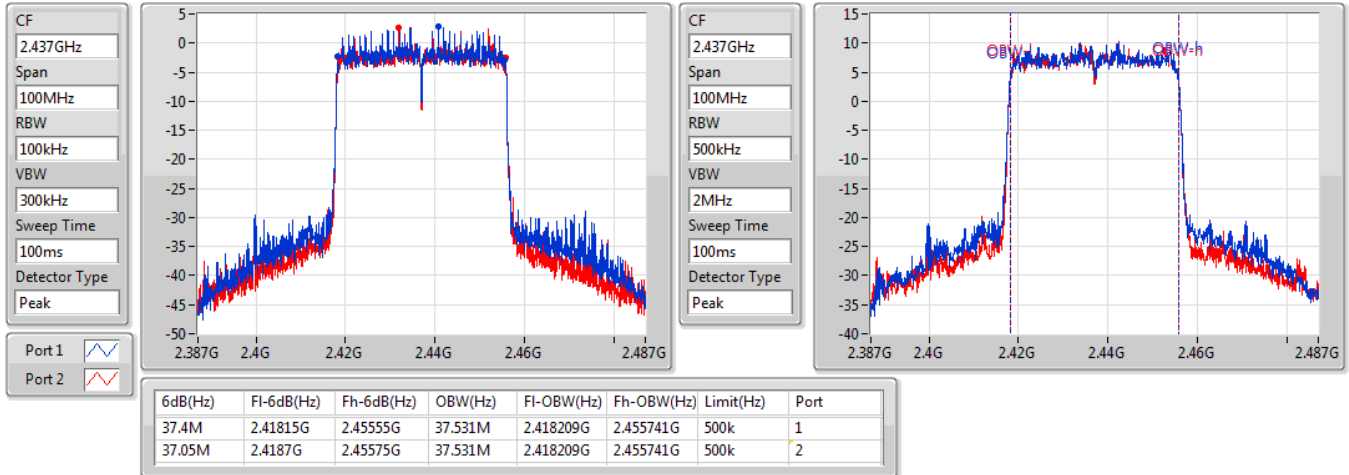 CF
2.437GHz
Span
100MHz
RBW
100kHz
VBW
300kHz
Sweep Time
100ms
Detector Type
Peak
Port 1
Port 2
5
0
-5
-10
-15
-20
-25
-30
-35
-40
-45
-50
2.387G 2.4G 2.42G 2.44G 2.46G 2.487G
CF
2.437GHz
Span
100MHz
RBW
500kHz
VBW
2MHz
Sweep Time
100ms
Detector Type
Peak
15
10
5
0
-5
-10
-15
-20
-25
-30
-35
-40
OBW-l OBW-h
2.387G 2.4G 2.42G 2.44G 2.46G 2.487G
6dB(Hz) Fl-6dB(Hz) Fh-6dB(Hz) OBW(Hz) Fl-OBW(Hz) Fh-OBW(Hz) Limit(Hz) Port
37.4M 2.41815G 2.45555G 37.531M 2.418209G 2.455741G 500k 1
37.05M 2.4187G 2.45575G 37.531M 2.418209G 2.455741G 500k 2